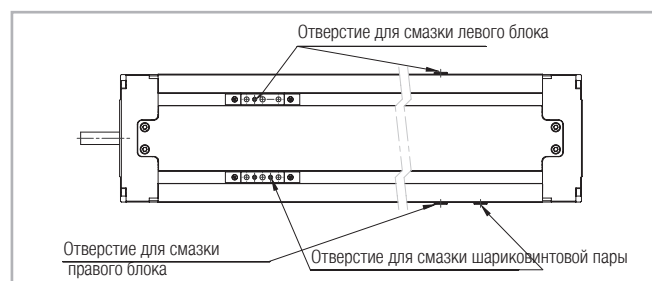 Отверстие для смазки левого блока
Отверстие для смазки
правого блока
Отверстие для смазки шариковинтовой пары